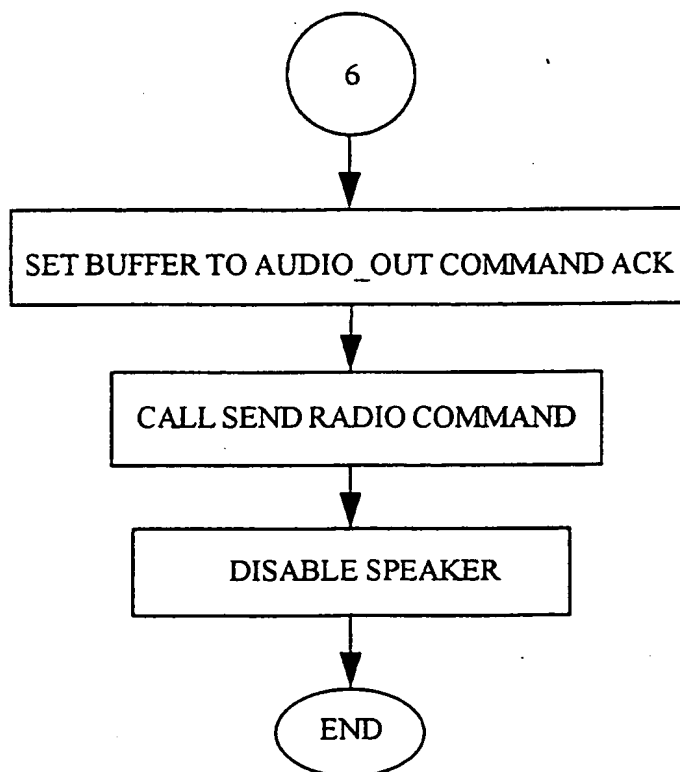 6
SET BUFFER TO AUDIO_OUT COMMAND ACK
CALL SEND RADIO COMMAND
DISABLE SPEAKER
END